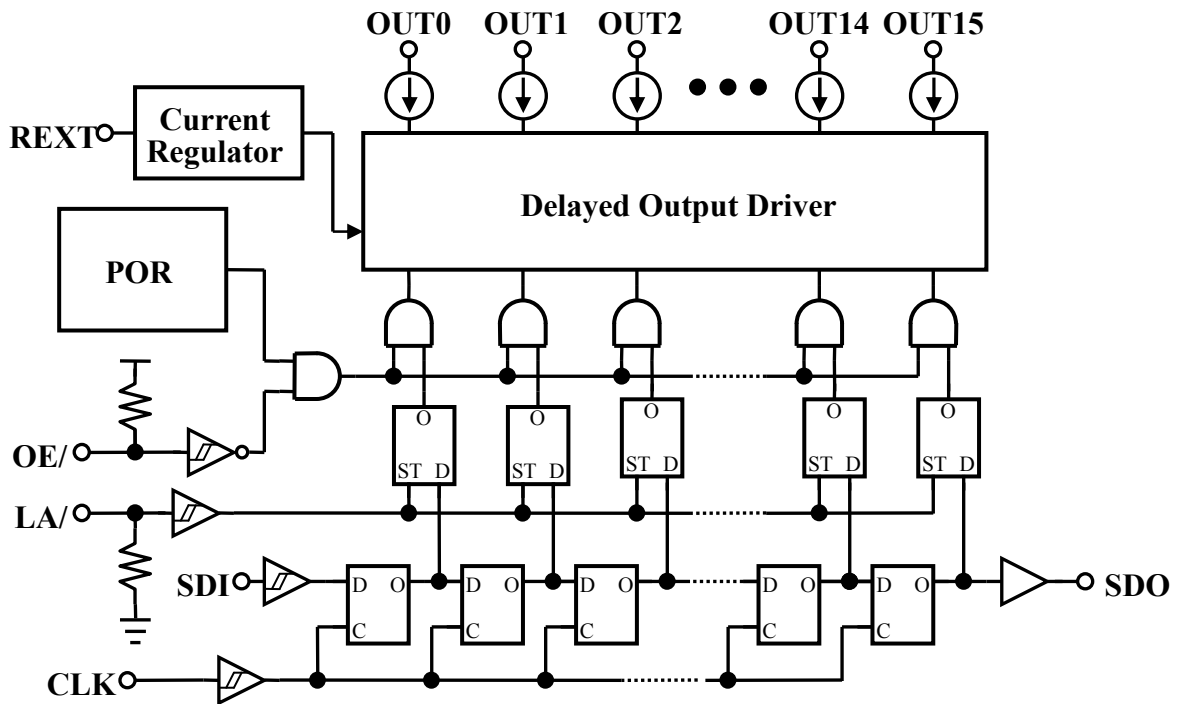 OUT0 OUT1 OUT2 OUT14 OUT15
REXT
Current
Regulator
Delayed Output Driver
POR
O O O O O
OE/
ST D ST D ST D ST D ST D
LA/
SDI
D O D O D O D O D O
SDO
C C C C C
CLK